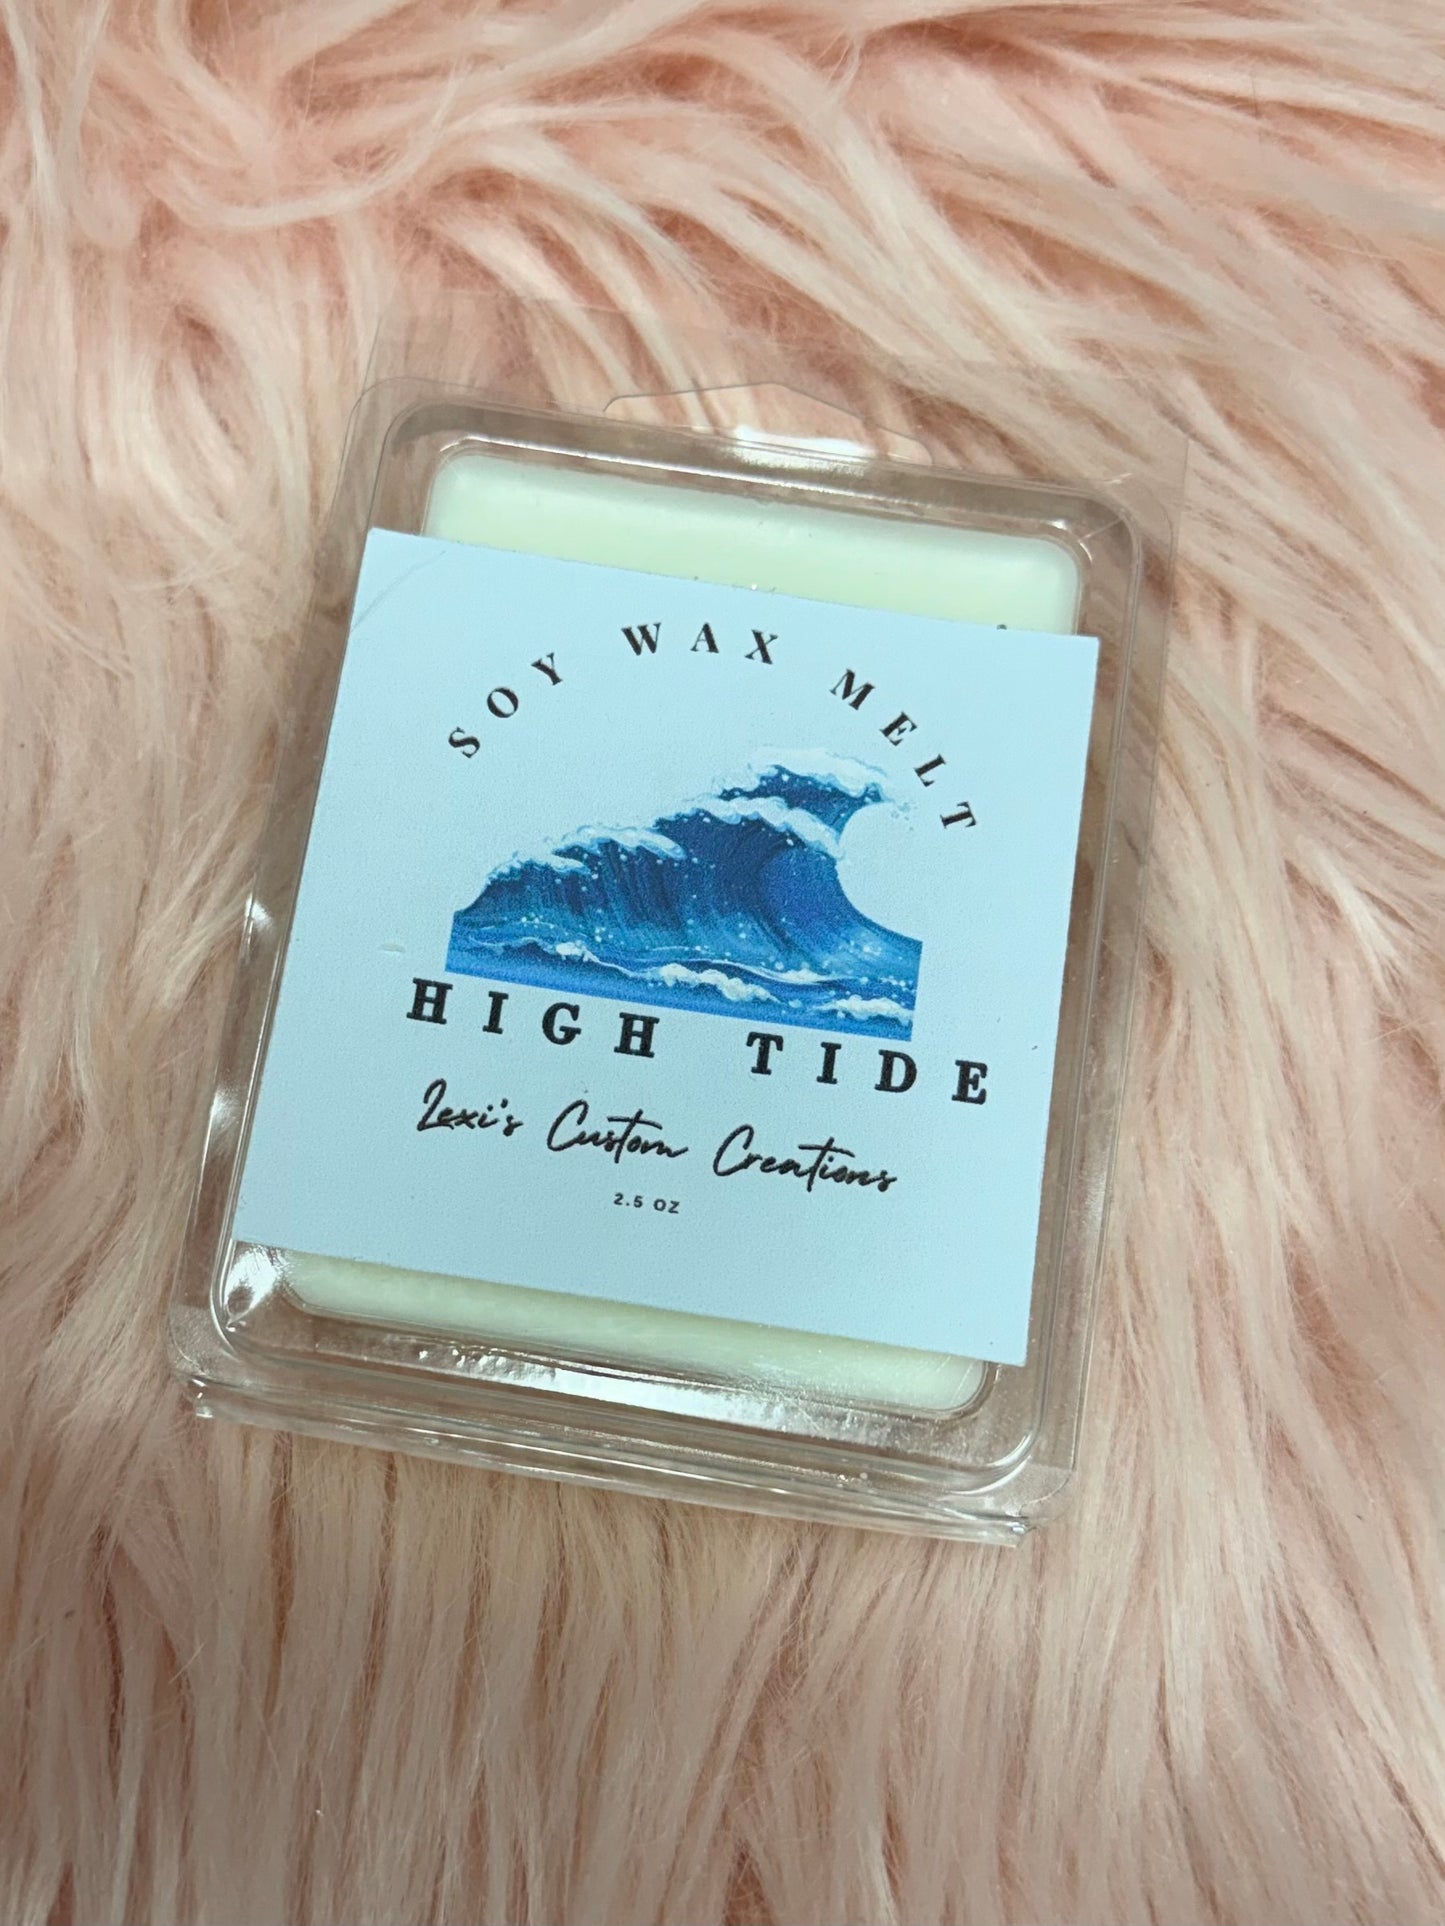 SOY WAX MELT
HIGH TIDE
Lexi's Custom Creations
2.5 OZ